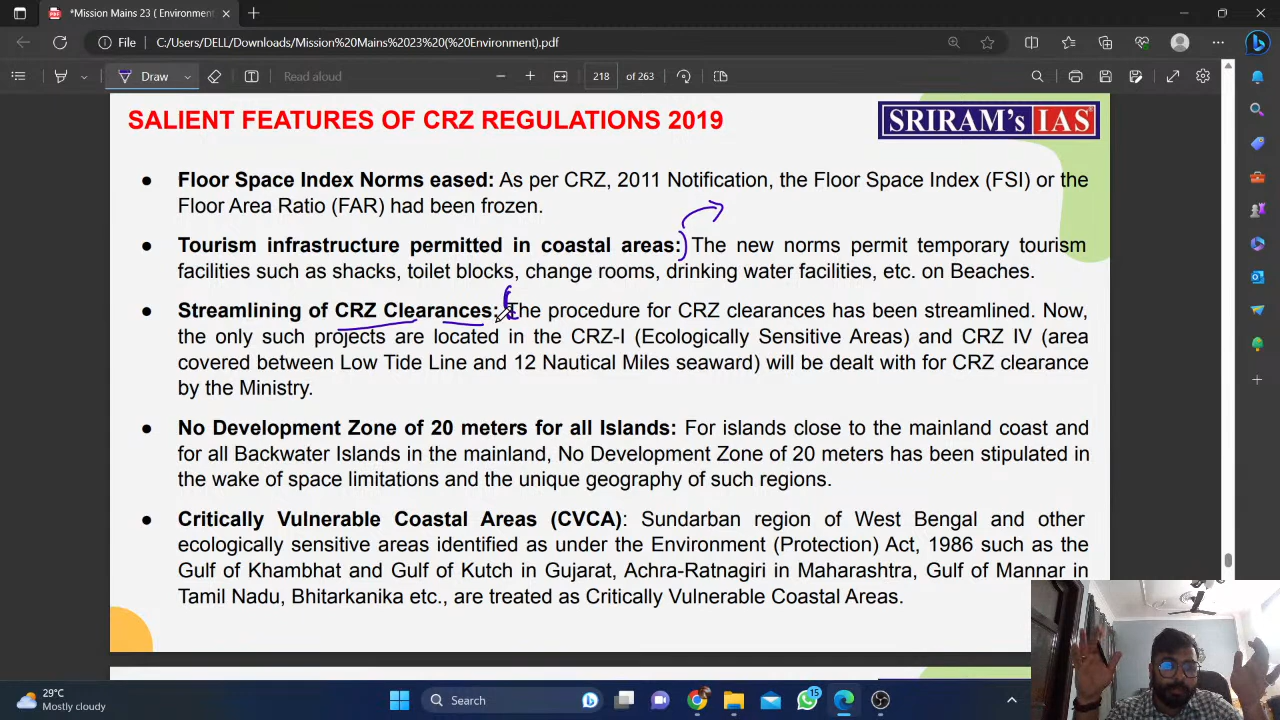 *Mission Mains 23 ( Environment
File
C:/Users/DELL/Downloads/Mission%20Mains%2023%20(%20Environment).pdf
Draw
Read aloud
218 of 263
SALIENT FEATURES OF CRZ REGULATIONS 2019
SRIRAM's IAS
● Floor Space Index Norms eased: As per CRZ, 2011 Notification, the Floor Space Index (FSI) or the
Floor Area Ratio (FAR) had been frozen.
● Tourism infrastructure permitted in coastal areas: The new norms permit temporary tourism
facilities such as shacks, toilet blocks, change rooms, drinking water facilities, etc. on Beaches.
● Streamlining of CRZ Clearances: The procedure for CRZ clearances has been streamlined. Now,
the only such projects are located in the CRZ-I (Ecologically Sensitive Areas) and CRZ IV (area
covered between Low Tide Line and 12 Nautical Miles seaward) will be dealt with for CRZ clearance
by the Ministry.
● No Development Zone of 20 meters for all Islands: For islands close to the mainland coast and
for all Backwater Islands in the mainland, No Development Zone of 20 meters has been stipulated in
the wake of space limitations and the unique geography of such regions.
● Critically Vulnerable Coastal Areas (CVCA): Sundarban region of West Bengal and other
ecologically sensitive areas identified as under the Environment (Protection) Act, 1986 such as the
Gulf of Khambhat and Gulf of Kutch in Gujarat, Achra-Ratnagiri in Maharashtra, Gulf of Mannar in
Tamil Nadu, Bhitarkanika etc., are treated as Critically Vulnerable Coastal Areas.
29°C
Mostly cloudy
Search
15